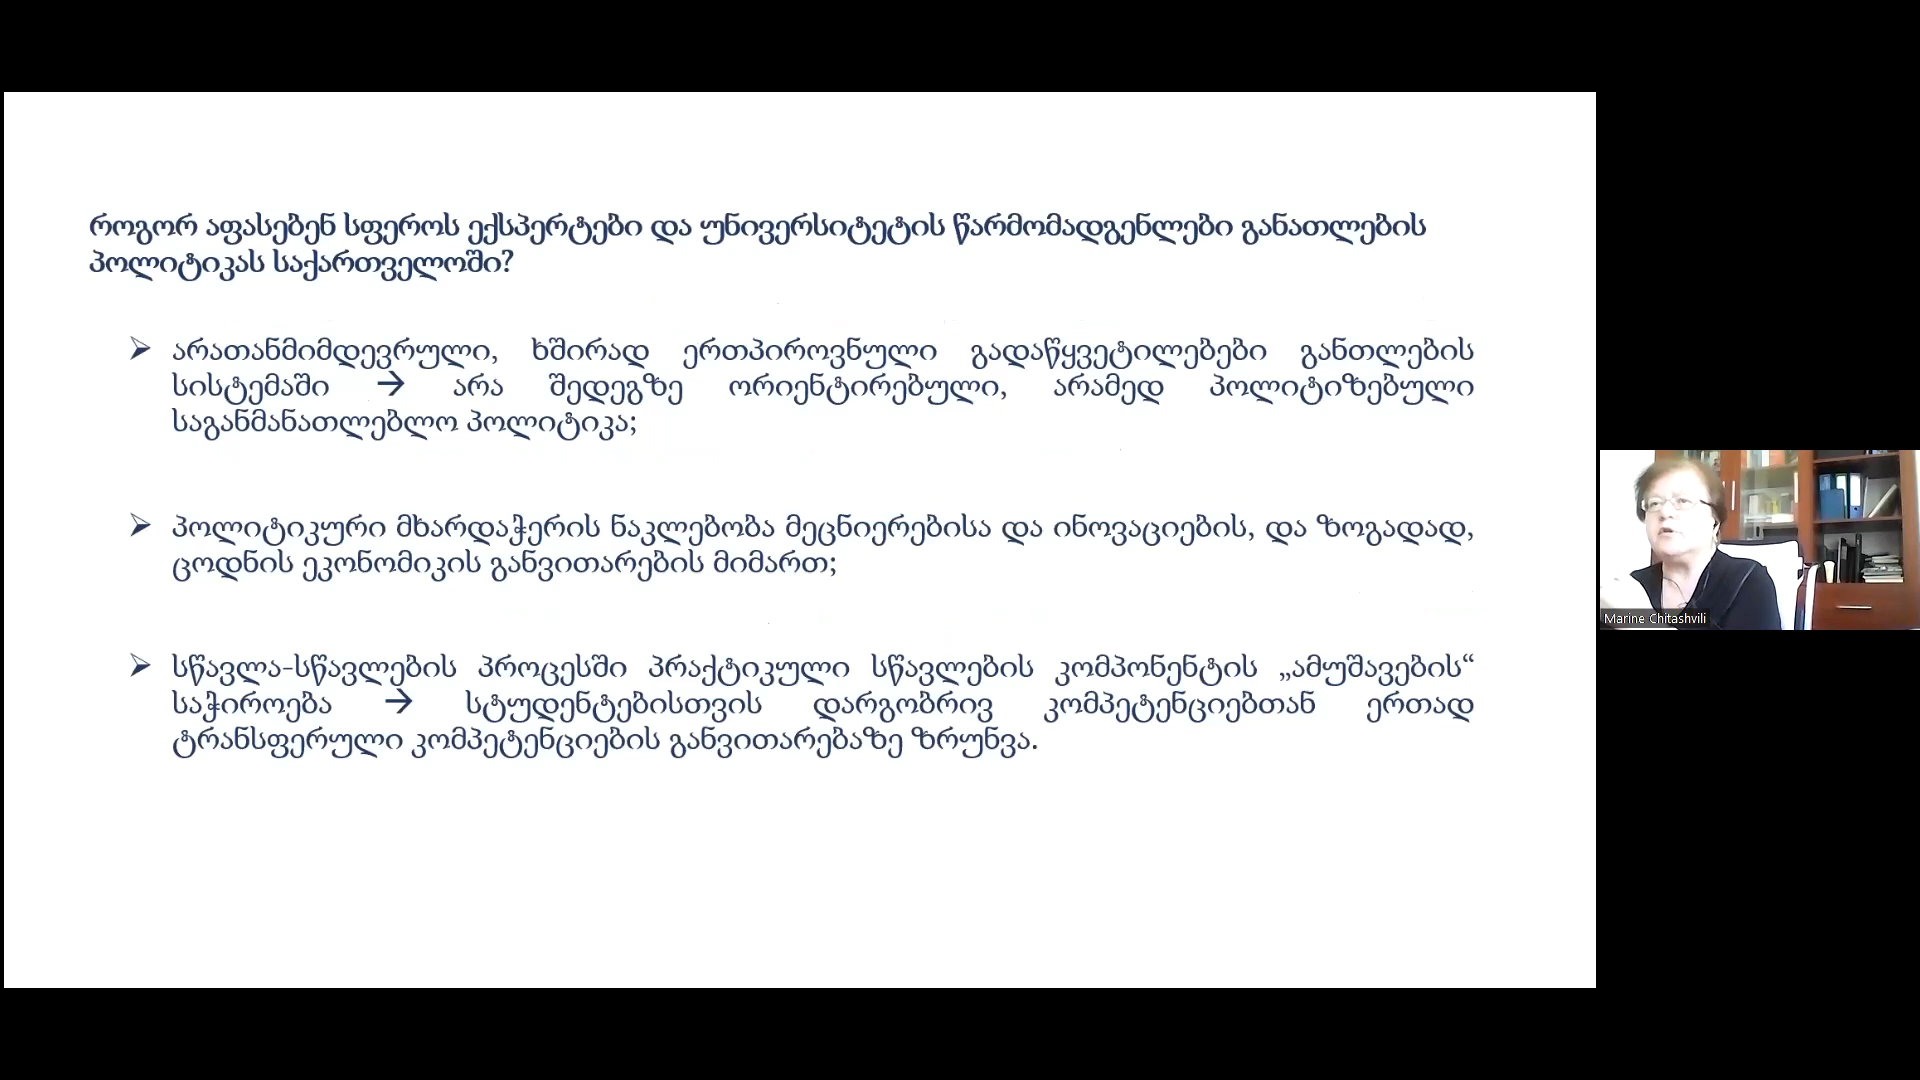 როგორ აფასებენ სფეროს ექსპერტები და უნივერსიტეტის წარმომადგენლები განათლების
პოლიტიკას საქართველოში?
➢ არათანმიმდევრული, ხშირად ერთპიროვნული გადაწყვეტილებები განთლების
სისტემაში → არა შედეგზე ორიენტირებული, არამედ პოლიტიზებული
საგანმანათლებლო პოლიტიკა;
➢ პოლიტიკური მხარდაჭერის ნაკლებობა მეცნიერებისა და ინოვაციების, და ზოგადად,
ცოდნის ეკონომიკის განვითარების მიმართ;
➢ სწავლა-სწავლების პროცესში პრაქტიკული სწავლების კომპონენტის „ამუშავების“
საჭიროება → სტუდენტებისთვის დარგობრივ კომპეტენციებთან ერთად
ტრანსფერული კომპეტენციების განვითარებაზე ზრუნვა.
Marine Chitashvili